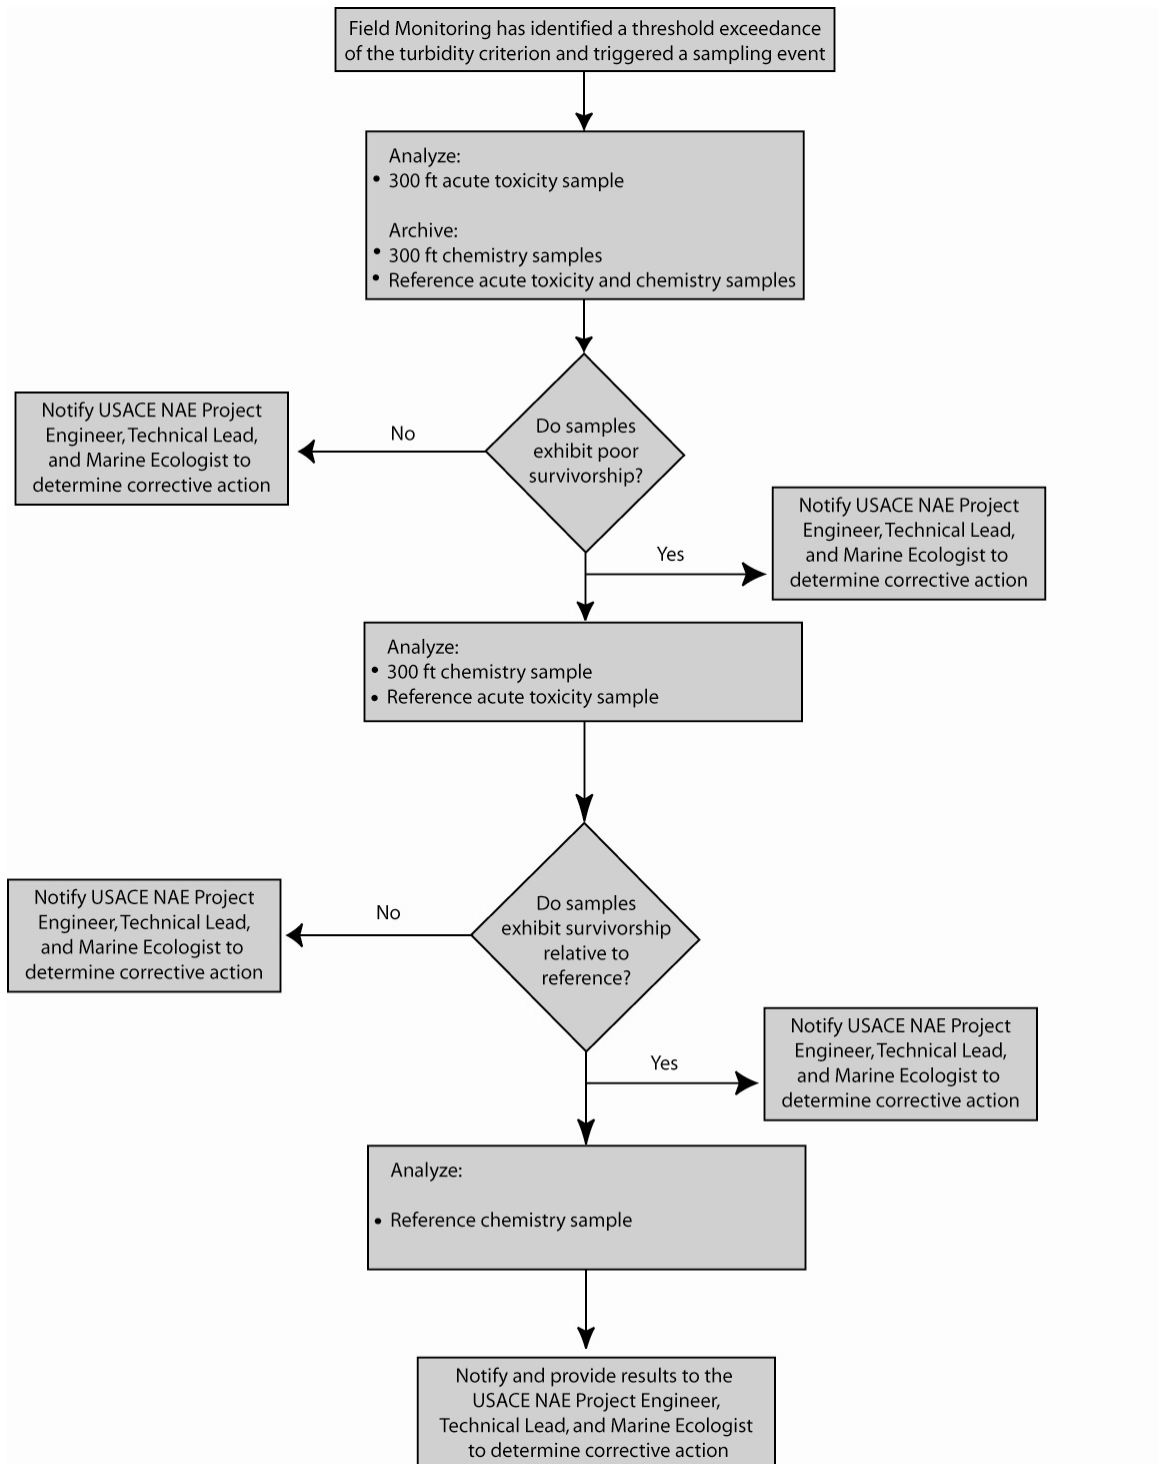 Field Monitoring has identified a threshold exceedance
of the turbidity criterion and triggered a sampling event
Analyze:
• 300 ft acute toxicity sample
Archive:
• 300 ft chemistry samples
• Reference acute toxicity and chemistry samples
Do samples
exhibit poor
survivorship?
No
Notify USACE NAE Project
Engineer, Technical Lead,
and Marine Ecologist to
determine corrective action
Yes
Notify USACE NAE Project
Engineer, Technical Lead,
and Marine Ecologist to
determine corrective action
Analyze:
• 300 ft chemistry sample
• Reference acute toxicity sample
Do samples
exhibit survivorship
relative to
reference?
No
Notify USACE NAE Project
Engineer, Technical Lead,
and Marine Ecologist to
determine corrective action
Yes
Notify USACE NAE Project
Engineer, Technical Lead,
and Marine Ecologist to
determine corrective action
Analyze:
• Reference chemistry sample
Notify and provide results to the
USACE NAE Project Engineer,
Technical Lead, and Marine Ecologist
to determine corrective action